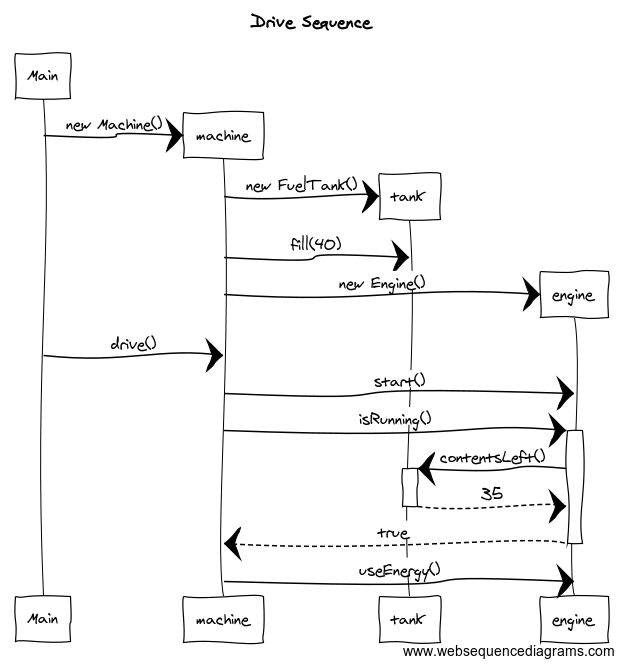 Drive Sequence
Main
new Machine()
machine
new FuelTank()
tank
fill(40)
new Engine()
engine
drive()
start()
isRunning()
contentsLeft()
35
true
useEnergy()
Main
machine
tank
engine
www.websequencediagrams.com